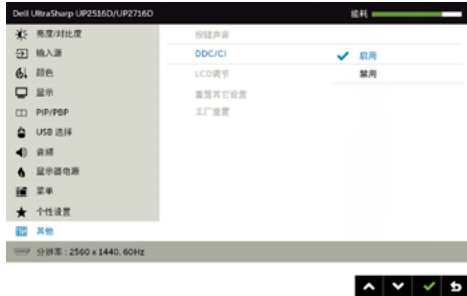 Dell UltraSharp UP2516D/UP2716D
能耗
亮度/对比度
按键声音
输入源
DDC/CI
启用
颜色
LCD调节
禁用
显示
重置其它设置
PIP/PBP
工厂重置
USB 选择
音频
显示器电源
菜单
个性设置
其他
分辨率 : 2560 x 1440, 60Hz